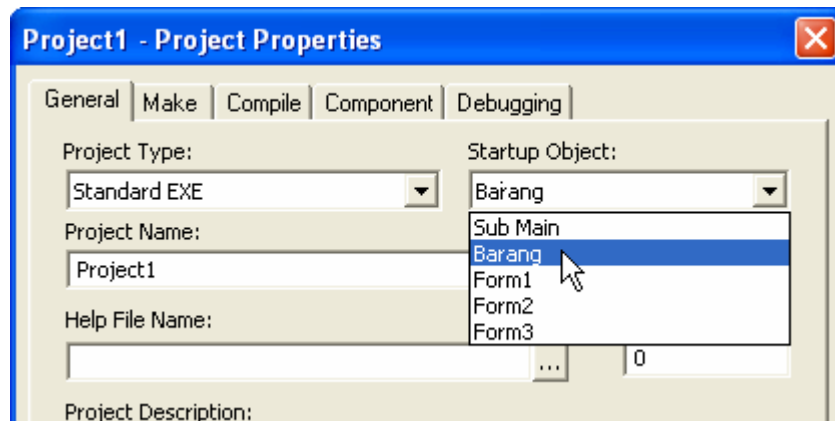 Project1 - Project Properties
General Make Compile Component Debugging
Project Type:
Standard EXE
Startup Object:
Barang
Sub Main
Barang
Form1
Form2
Form3
Project Name:
Project1
Help File Name:
...
0
Project Description: